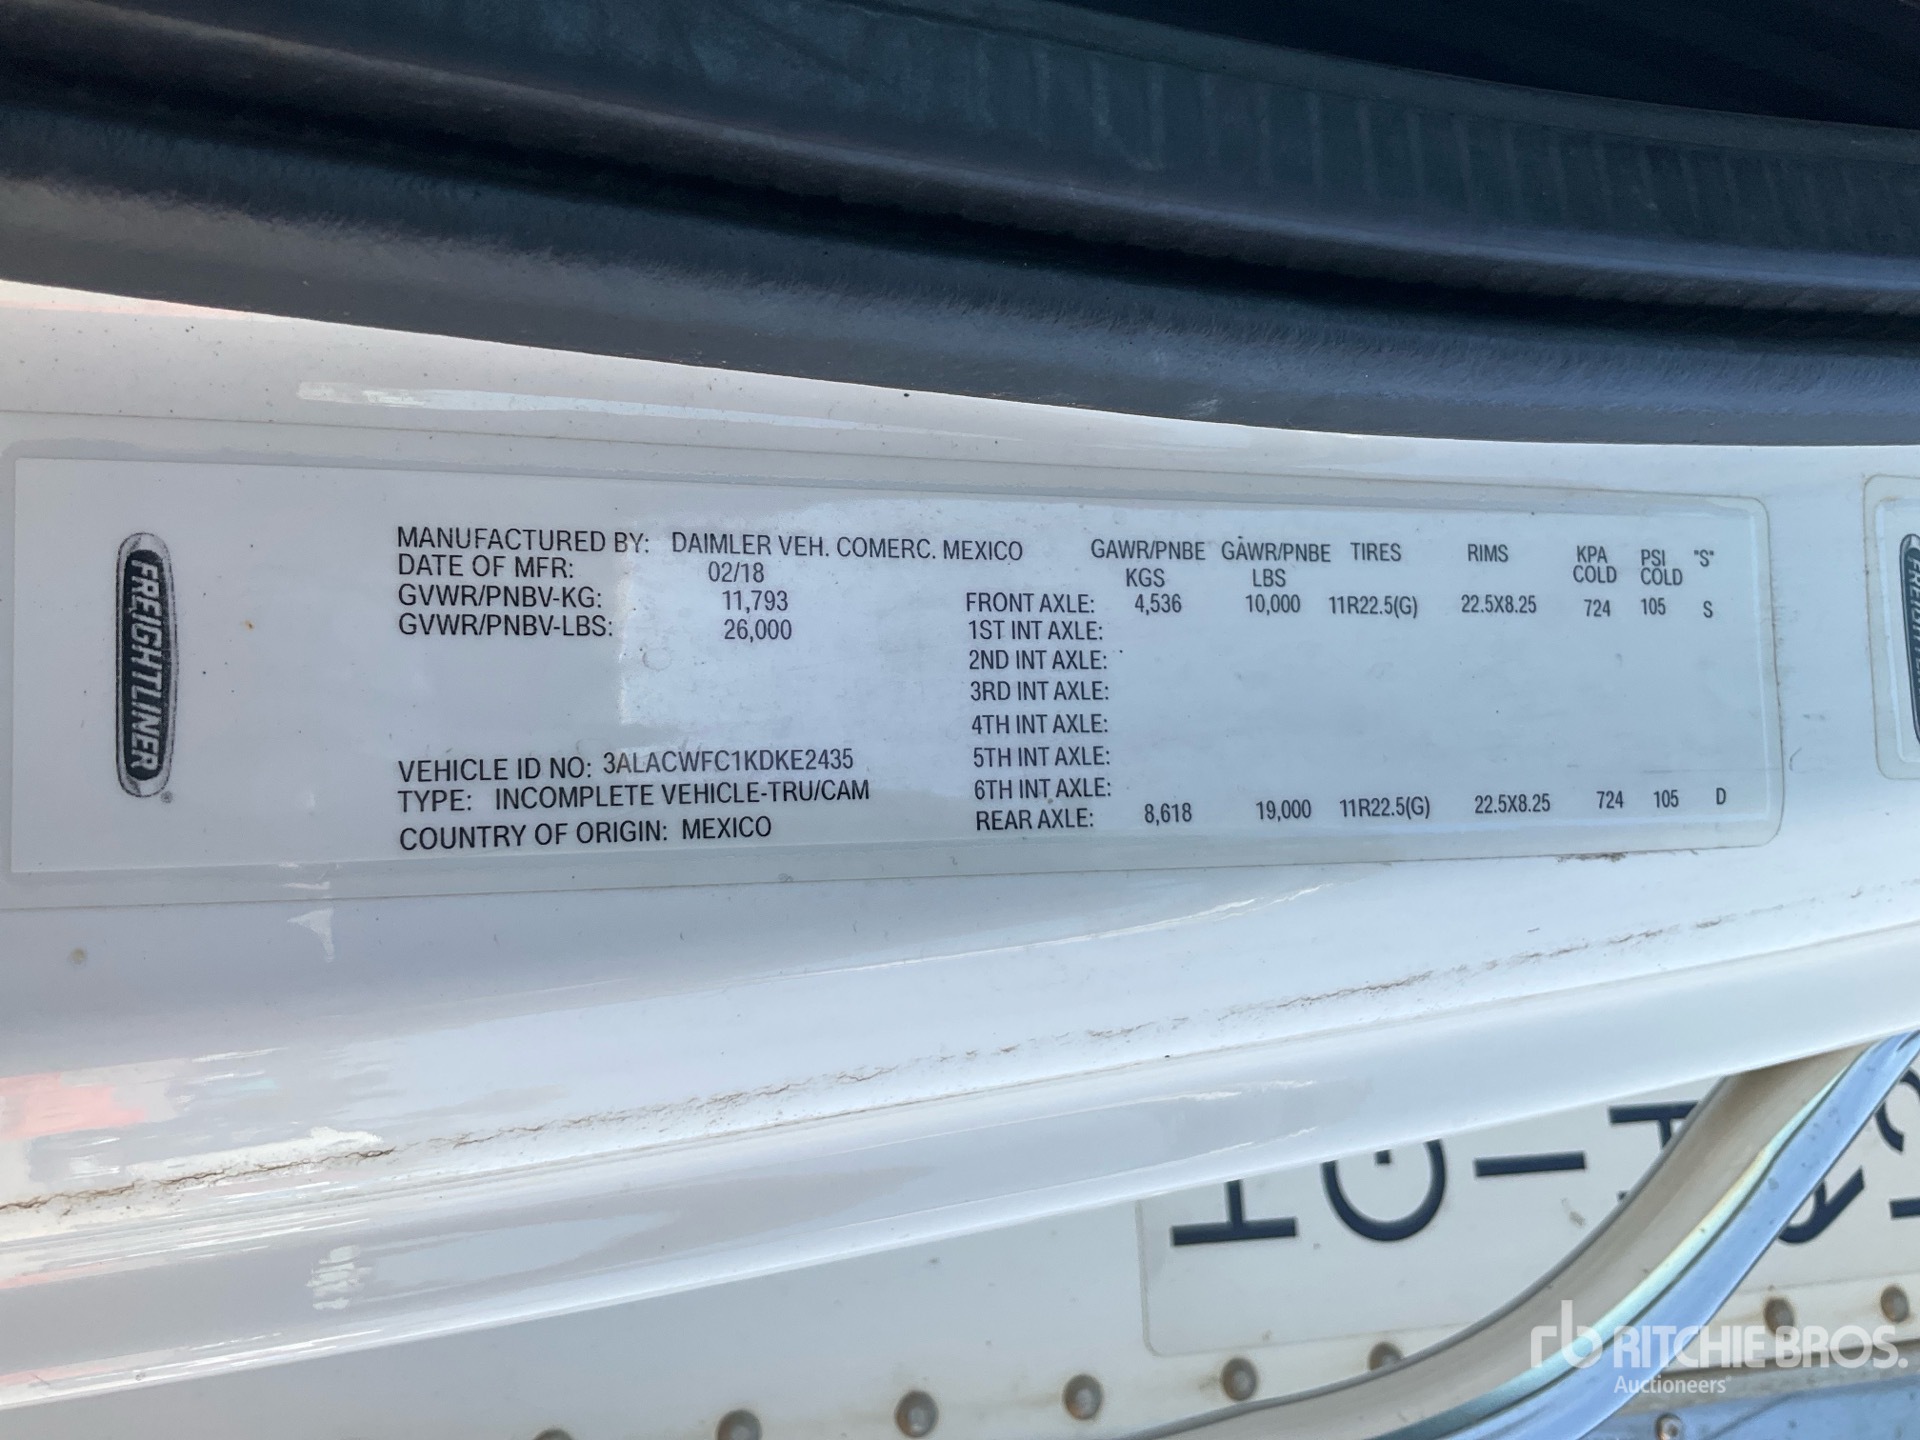 FREIGHTLINER
MANUFACTURED BY: DAIMLER VEH. COMERC. MEXICO
DATE OF MFR: 02/18
GVWR/PNBV-KG: 11,793
GVWR/PNBV-LBS: 26,000
VEHICLE ID NO: 3ALACWFC1KDKE2435
TYPE: INCOMPLETE VEHICLE-TRU/CAM
COUNTRY OF ORIGIN: MEXICO
GAWR/PNBE GAWR/PNBE TIRES RIMS KPA PSI "S"
KGS LBS COLD COLD
FRONT AXLE: 4,536 10,000 11R22.5(G) 22.5X8.25 724 105 S
1ST INT AXLE:
2ND INT AXLE:
3RD INT AXLE:
4TH INT AXLE:
5TH INT AXLE:
6TH INT AXLE:
REAR AXLE: 8,618 19,000 11R22.5(G) 22.5X8.25 724 105 D
FREIGHTLINER
rb RITCHIE BROS.
Auctioneers